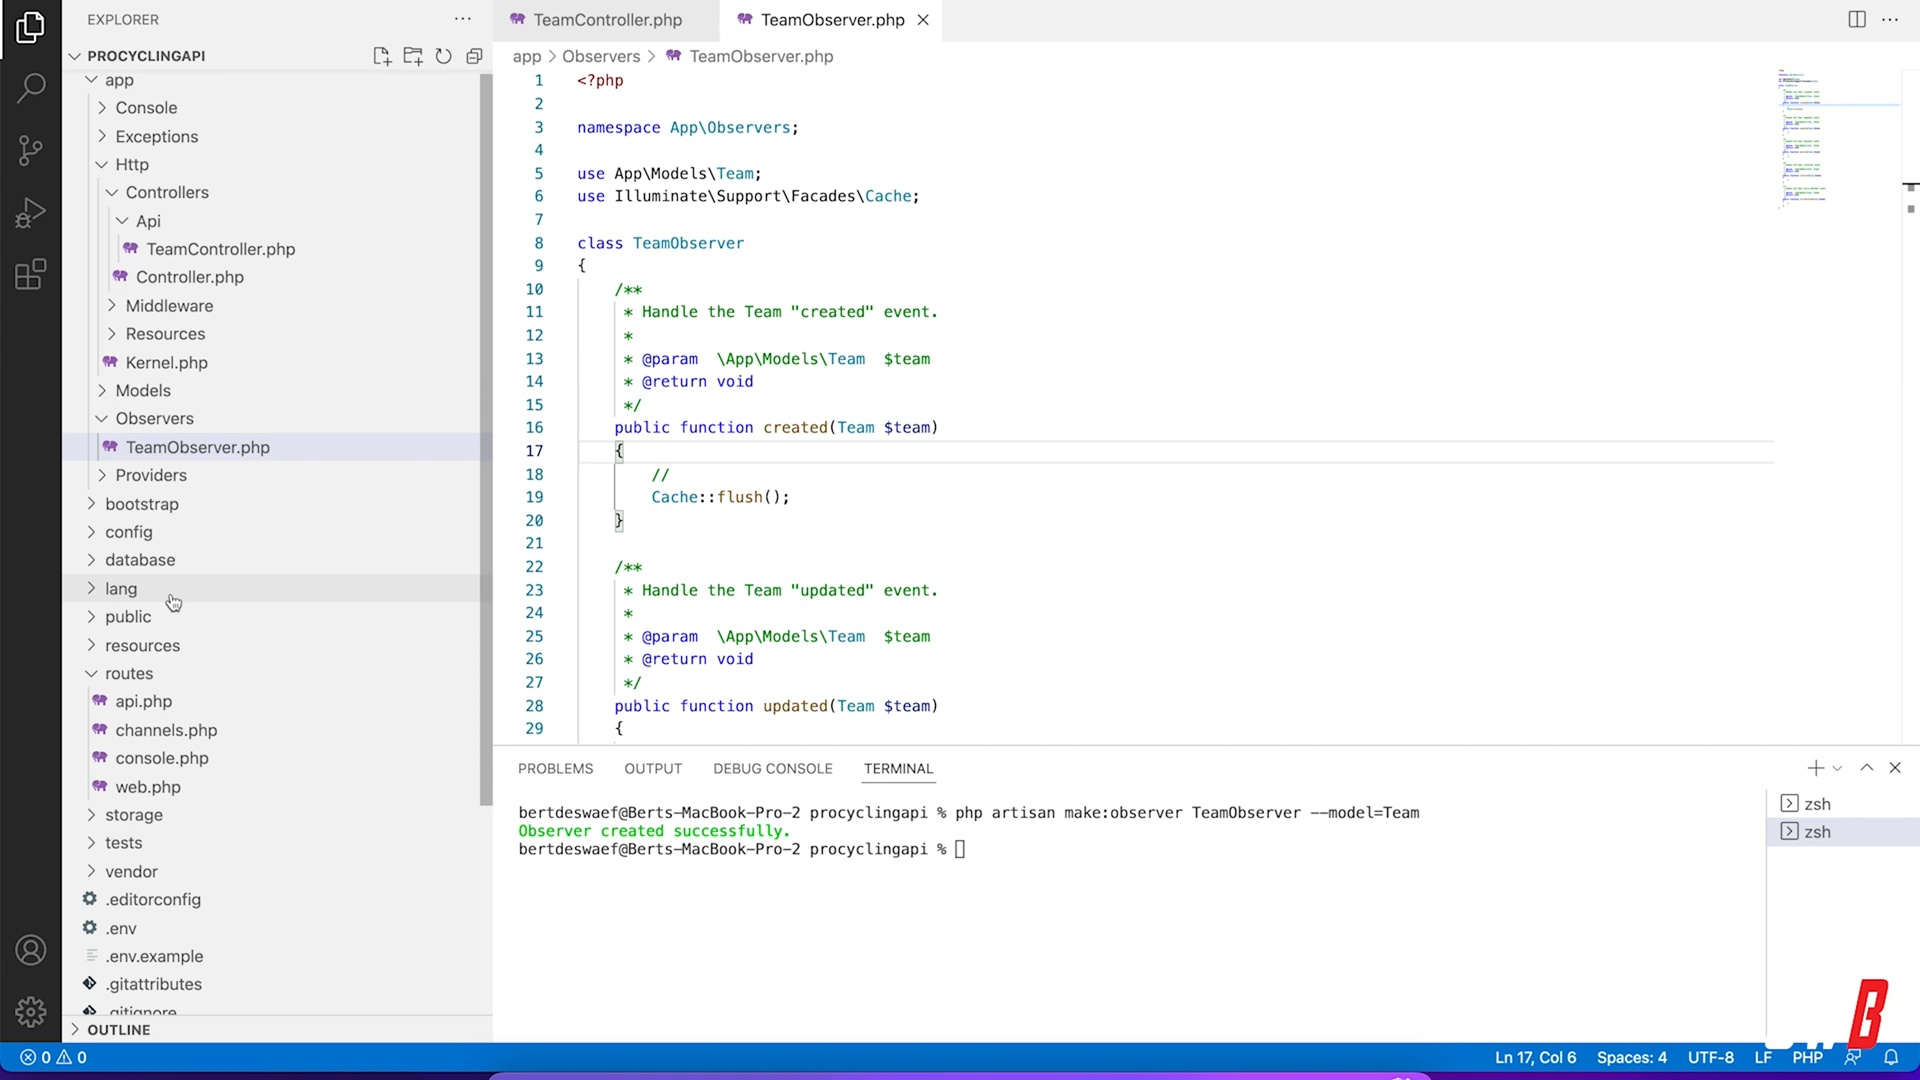 EXPLORER
PROCYCLINGAPI
app
Console
Exceptions
Http
Controllers
Api
TeamController.php
Controller.php
Middleware
Resources
Kernel.php
Models
Observers
TeamObserver.php
Providers
bootstrap
config
database
lang
public
resources
routes
api.php
channels.php
console.php
web.php
storage
tests
vendor
.editorconfig
.env
.env.example
.gitattributes
.gitignore
OUTLINE
TeamController.php
TeamObserver.php
app > Observers > TeamObserver.php
1 <?php
2
3 namespace App\Observers;
4
5 use App\Models\Team;
6 use Illuminate\Support\Facades\Cache;
7
8 class TeamObserver
9 {
10 /**
11 * Handle the Team "created" event.
12 *
13 * @param  \App\Models\Team  $team
14 * @return void
15 */
16 public function created(Team $team)
17 {
18 //
19 Cache::flush();
20 }
21
22 /**
23 * Handle the Team "updated" event.
24 *
25 * @param  \App\Models\Team  $team
26 * @return void
27 */
28 public function updated(Team $team)
29 {
PROBLEMS OUTPUT DEBUG CONSOLE TERMINAL
bertdeswaef@Berts-MacBook-Pro-2 procyclingapi % php artisan make:observer TeamObserver --model=Team
Observer created successfully.
bertdeswaef@Berts-MacBook-Pro-2 procyclingapi %
zsh
zsh
0 0
Ln 17, Col 6 Spaces: 4 UTF-8 LF PHP